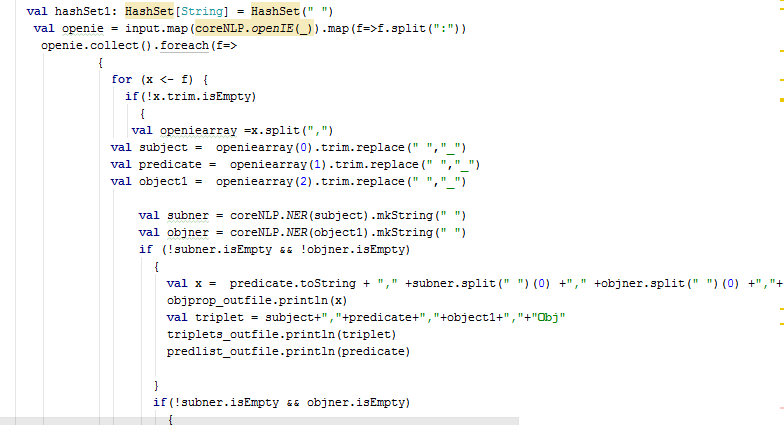 val hashSet1: HashSet[String] = HashSet(" ")
val openie = input.map(coreNLP.openIE(_)).map(f=>f.split(":"))
openie.collect().foreach(f=>
{
for (x <- f) {
if(!x.trim.isEmpty)
{
val openiearray =x.split(",")
val subject =  openiearray(0).trim.replace(" ","_")
val predicate =  openiearray(1).trim.replace(" ","_")
val object1 =  openiearray(2).trim.replace(" ","_")
val subner = coreNLP.NER(subject).mkString(" ")
val objner = coreNLP.NER(object1).mkString(" ")
if (!subner.isEmpty && !objner.isEmpty)
{
val x =  predicate.toString + "," +subner.split(" ")(0) +"," +objner.split(" ")(0) +","+
objprop_outfile.println(x)
val triplet = subject+","+predicate+","+object1+","+"Obj"
triplets_outfile.println(triplet)
predlist_outfile.println(predicate)
}
if(!subner.isEmpty && objner.isEmpty)
{